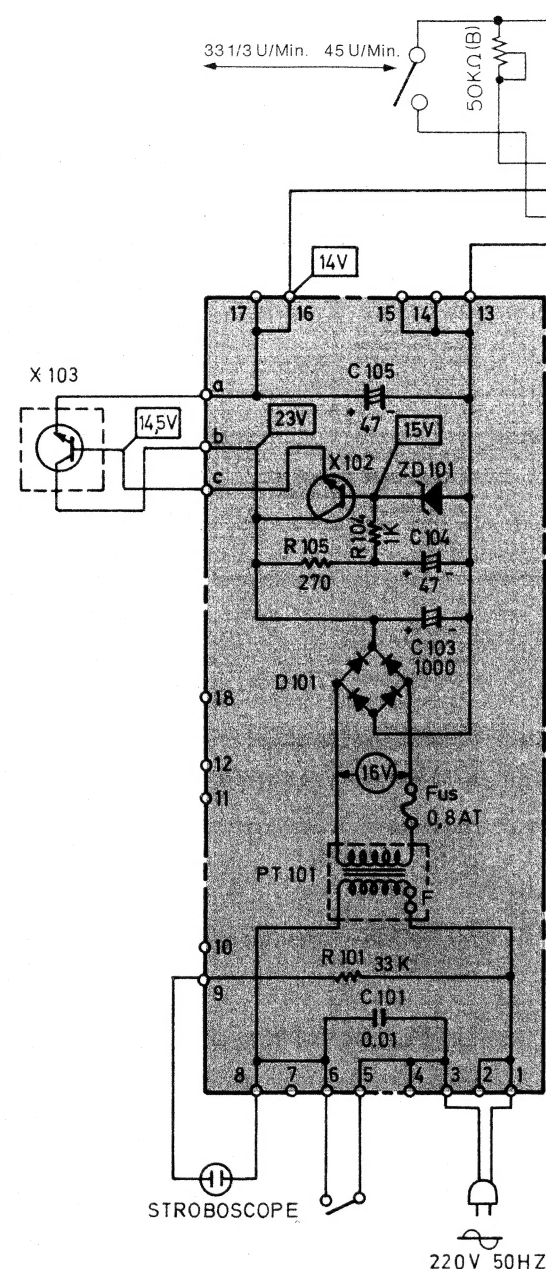 33 1/3 U/Min. 45 U/Min.
50KΩ(B)
14V
17 16 15 14 13
X 103
a
C 105
+ 47 -
14,5V
b
23V
15V
X 102
ZD 101
c
R 104
1K
C 104
+ 47 -
R 105
270
+ -
C 103
1000
D 101
18
16V
12
11
Fus
0,8 AT
PT 101
F
10
R 101 33 K
9
C 101
0.01
8 7 6 5 4 3 2 1
STROBOSCOPE
220V 50HZ